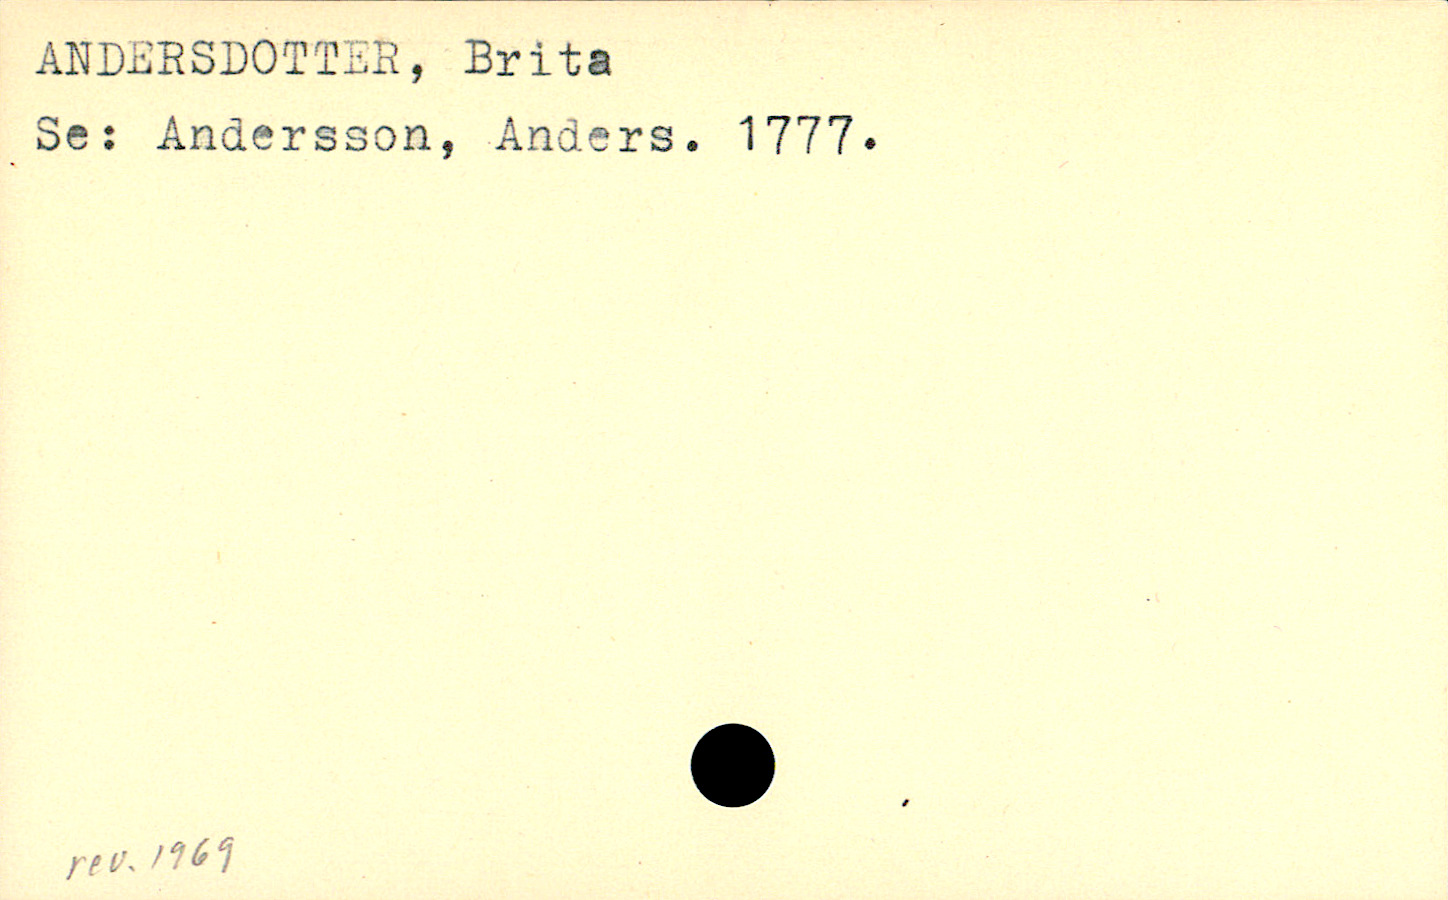 ANDERSDOTTER, Brita
Se: Andersson, Anders. 1777.
rev. 1969